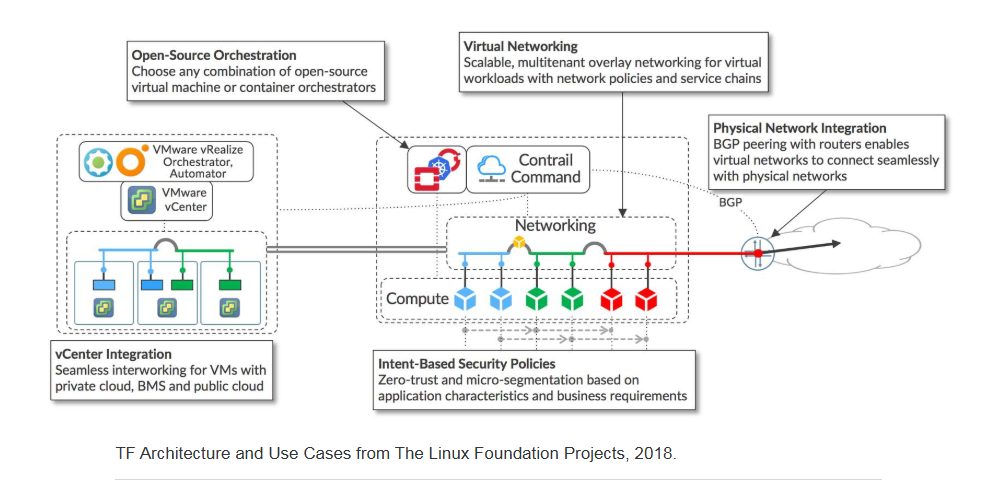 Open-Source Orchestration
Choose any combination of open-source
virtual machine or container orchestrators
Virtual Networking
Scalable, multitenant overlay networking for virtual
workloads with network policies and service chains
Physical Network Integration
BGP peering with routers enables
virtual networks to connect seamlessly
with physical networks
VMware vRealize
Orchestrator,
Automator
VMware
vCenter
Contrail
Command
BGP
Networking
Compute
vCenter Integration
Seamless interworking for VMs with
private cloud, BMS and public cloud
Intent-Based Security Policies
Zero-trust and micro-segmentation based on
application characteristics and business requirements
TF Architecture and Use Cases from The Linux Foundation Projects, 2018.